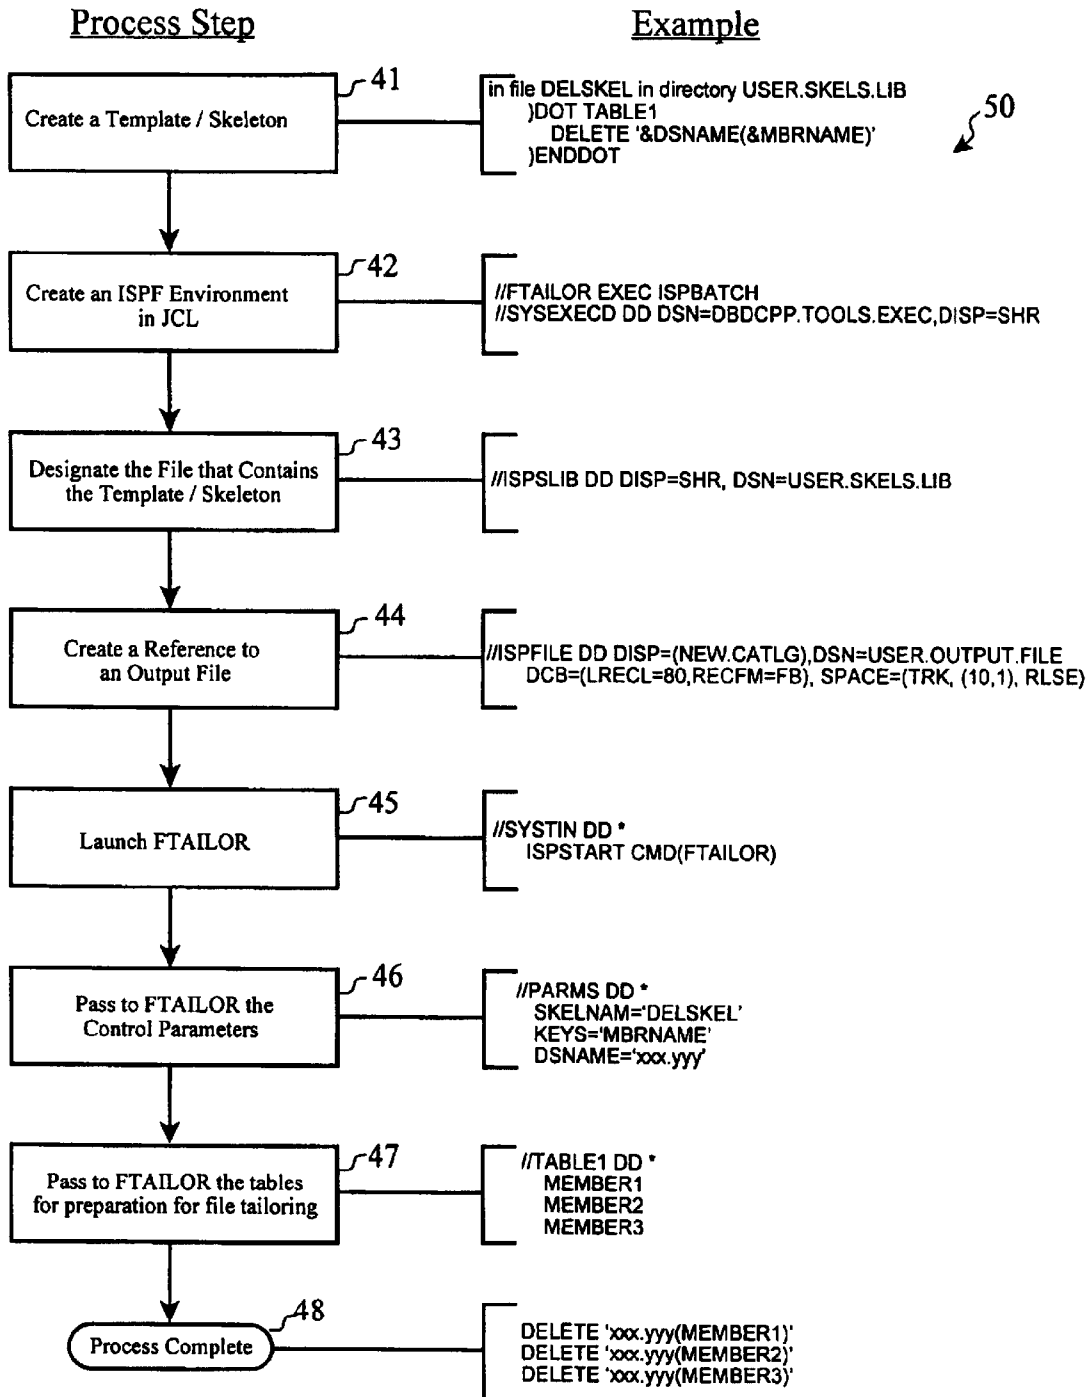 Process Step
Example
41
Create a Template / Skeleton
in file DELSKEL in directory USER.SKELS.LIB
)DOT TABLE1
DELETE '&DSNAME(&MBRNAME)'
)ENDDOT
50
42
Create an ISPF Environment
in JCL
//FTAILOR EXEC ISPBATCH
//SYSEXECD DD DSN=DBDCPP.TOOLS.EXEC,DISP=SHR
43
Designate the File that Contains
the Template / Skeleton
//ISPSLIB DD DISP=SHR, DSN=USER.SKELS.LIB
44
Create a Reference to
an Output File
//ISPFILE DD DISP=(NEW.CATLG),DSN=USER.OUTPUT.FILE
DCB=(LRECL=80,RECFM=FB), SPACE=(TRK, (10,1), RLSE)
45
Launch FTAILOR
//SYSTIN DD *
ISPSTART CMD(FTAILOR)
46
Pass to FTAILOR the
Control Parameters
//PARMS DD *
SKELNAM='DELSKEL'
KEYS='MBRNAME'
DSNAME='xxx.yyy'
47
Pass to FTAILOR the tables
for preparation for file tailoring
//TABLE1 DD *
MEMBER1
MEMBER2
MEMBER3
48
Process Complete
DELETE 'xxx.yyy(MEMBER1)'
DELETE 'xxx.yyy(MEMBER2)'
DELETE 'xxx.yyy(MEMBER3)'